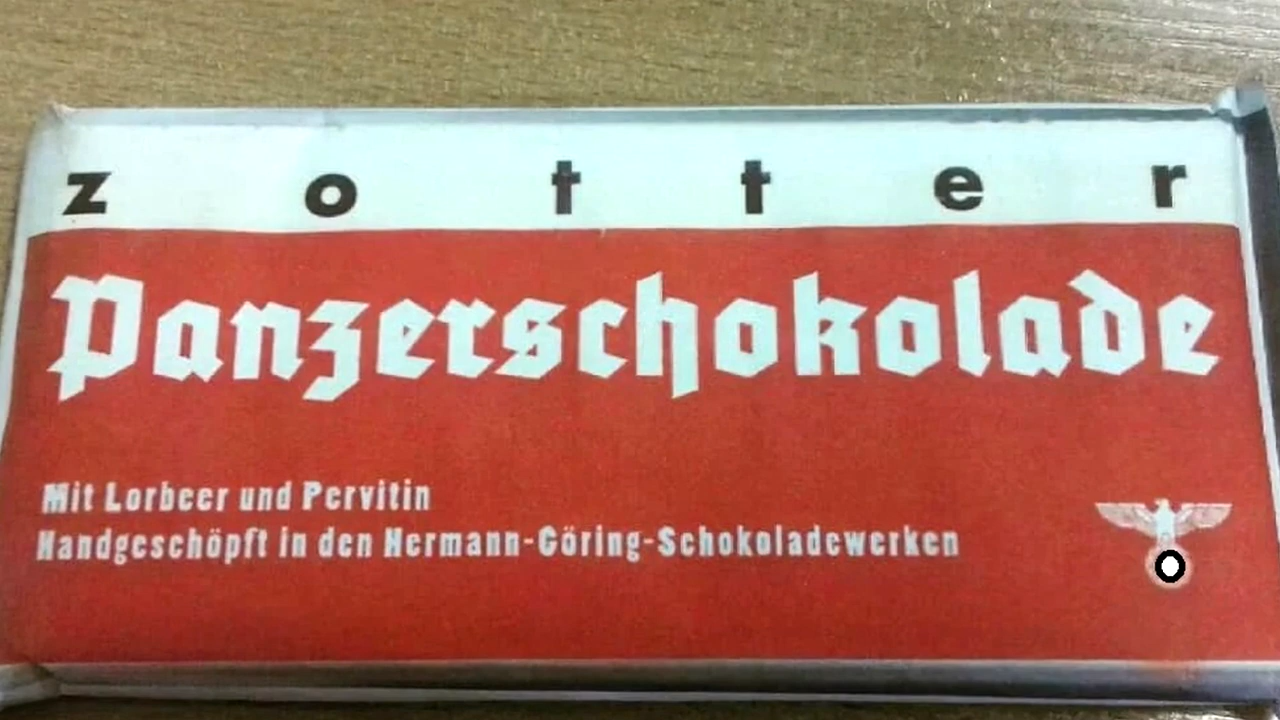 zotter
Panzerschokolade
Mit Lorbeer und Pervitin
Handgeschöpft in den Hermann-Göring-Schokoladewerken